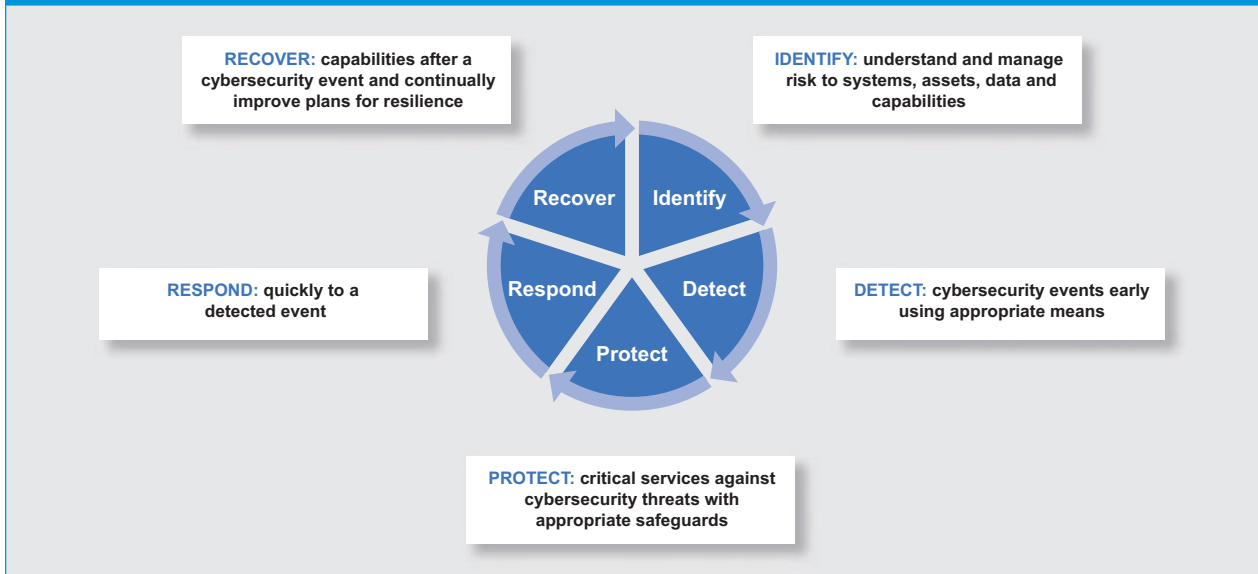 RECOVER: capabilities after a
cybersecurity event and continually
improve plans for resilience
IDENTIFY: understand and manage
risk to systems, assets, data and
capabilities
Recover
Identify
Respond
Detect
Protect
RESPOND: quickly to a
detected event
DETECT: cybersecurity events early
using appropriate means
PROTECT: critical services against
cybersecurity threats with
appropriate safeguards